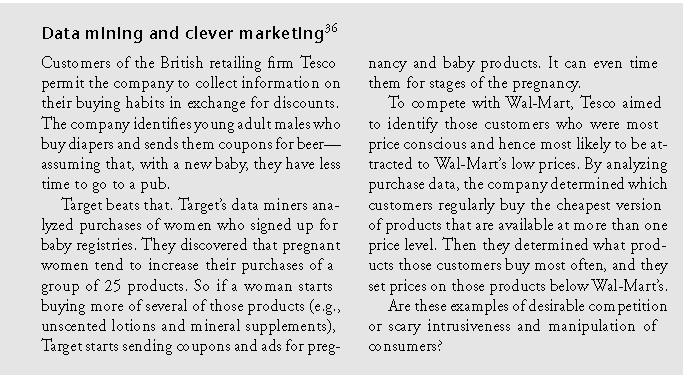 Data mining and clever marketing36
Customers of the British retailing firm Tesco
permit the company to collect information on
their buying habits in exchange for discounts.
The company identifies young adult males who
buy diapers and sends them coupons for beer—
assuming that, with a new baby, they have less
time to go to a pub.
Target beats that. Target's data miners ana-
lyzed purchases of women who signed up for
baby registries. They discovered that pregnant
women tend to increase their purchases of a
group of 25 products. So if a woman starts
buying more of several of those products (e.g.,
unscented lotions and mineral supplements),
Target starts sending coupons and ads for preg-
nancy and baby products. It can even time
them for stages of the pregnancy.
To compete with Wal-Mart, Tesco aimed
to identify those customers who were most
price conscious and hence most likely to be at-
tracted to Wal-Mart's low prices. By analyzing
purchase data, the company determined which
customers regularly buy the cheapest version
of products that are available at more than one
price level. Then they determined what prod-
ucts those customers buy most often, and they
set prices on those products below Wal-Mart's.
Are these examples of desirable competition
or scary intrusiveness and manipulation of
consumers?